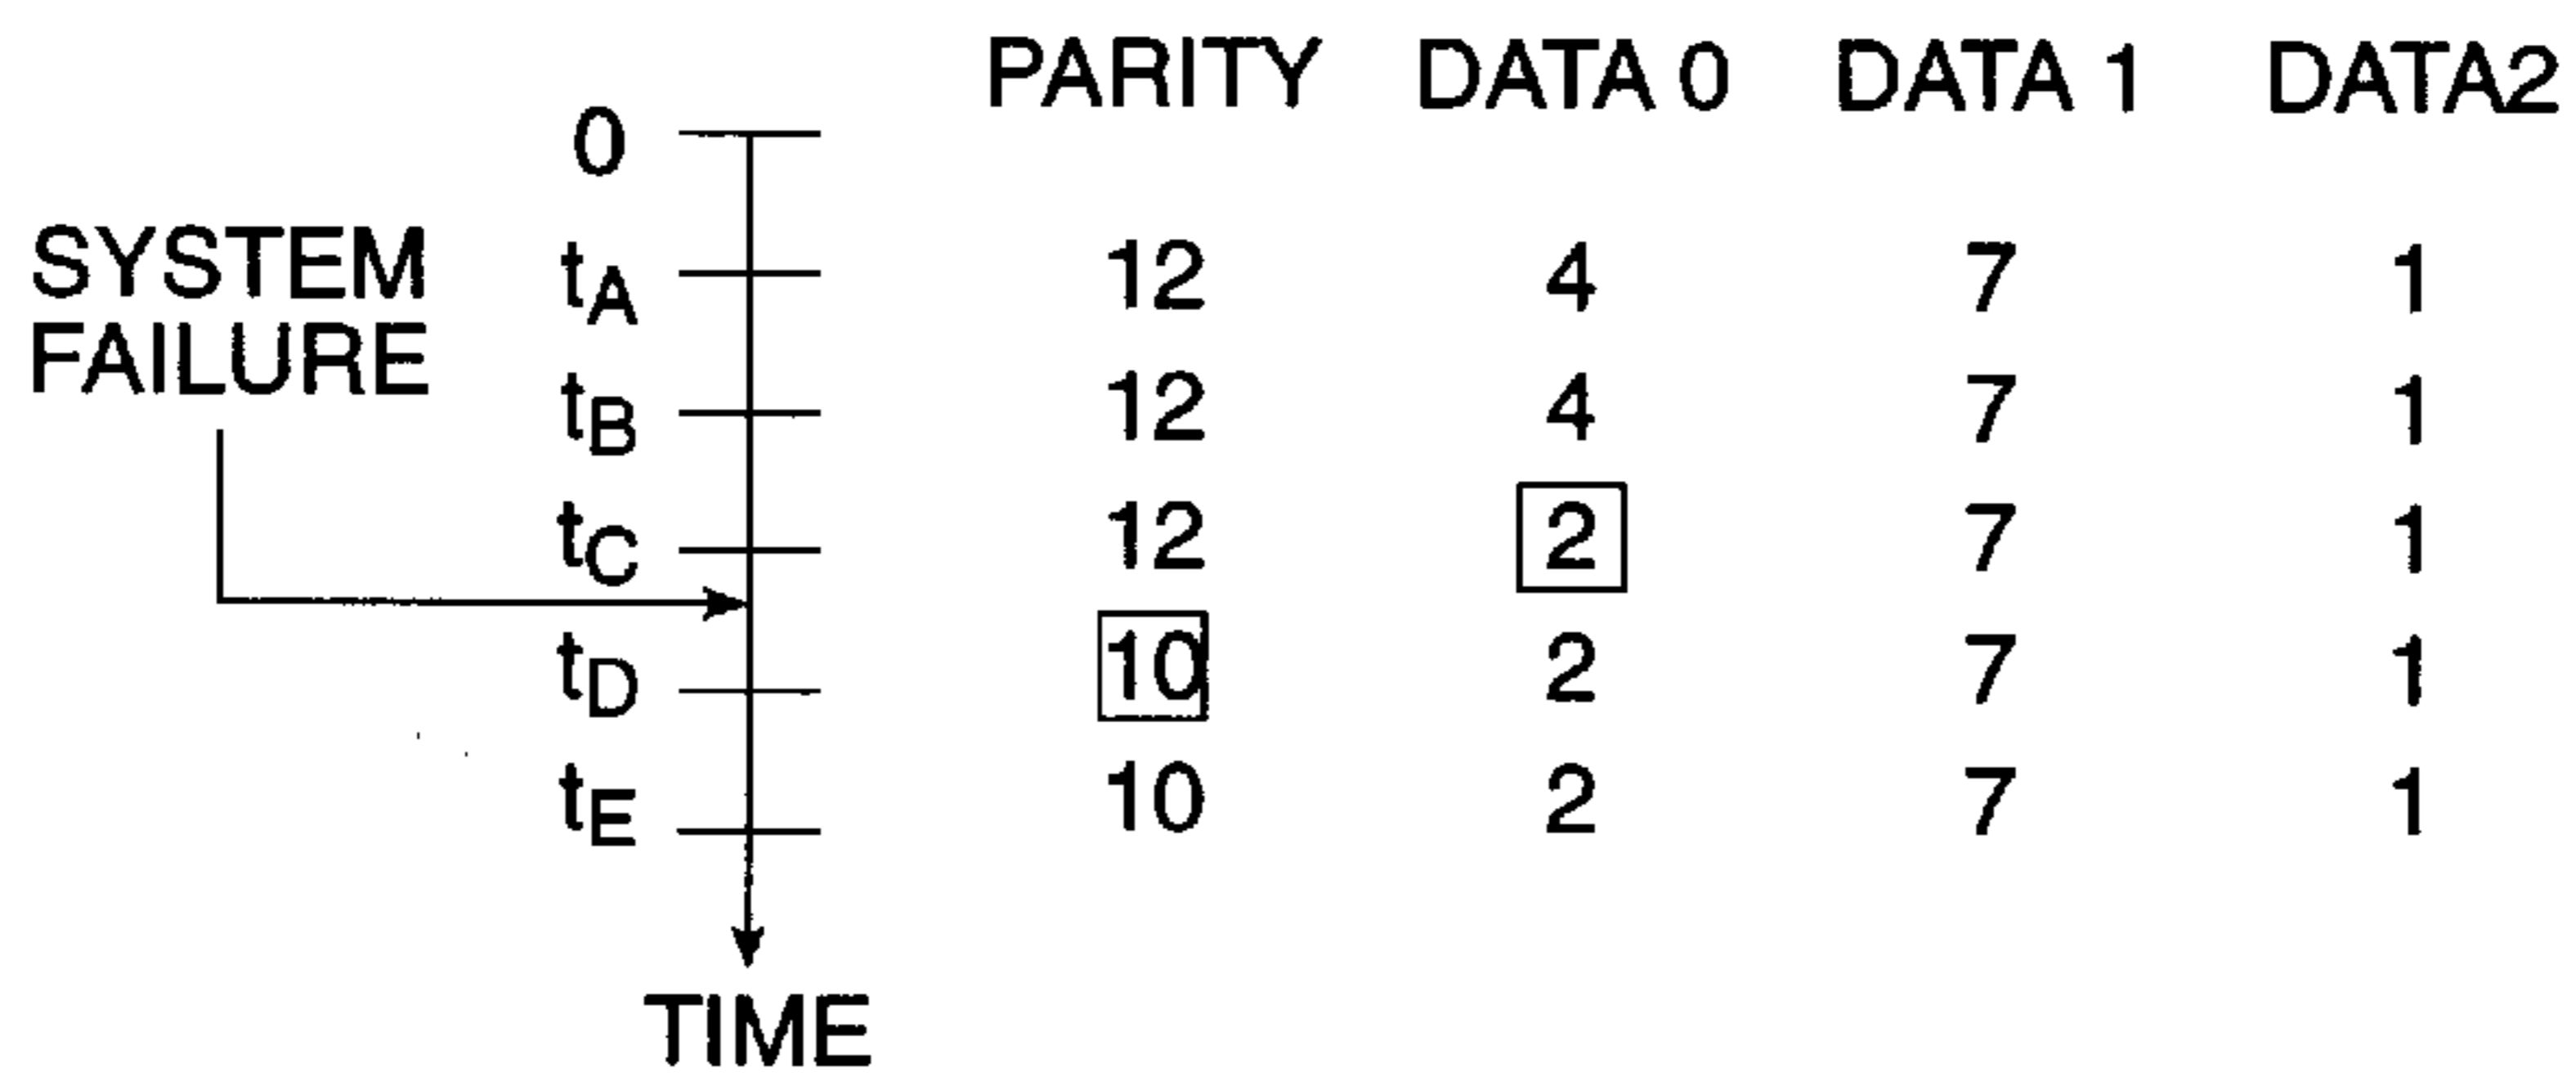 PARITY DATA 0 DATA 1 DATA2
0
SYSTEM
FAILURE
tA 12 4 7 1
tB 12 4 7 1
tC 12 2 7 1
tD 10 2 7 1
tE 10 2 7 1
TIME